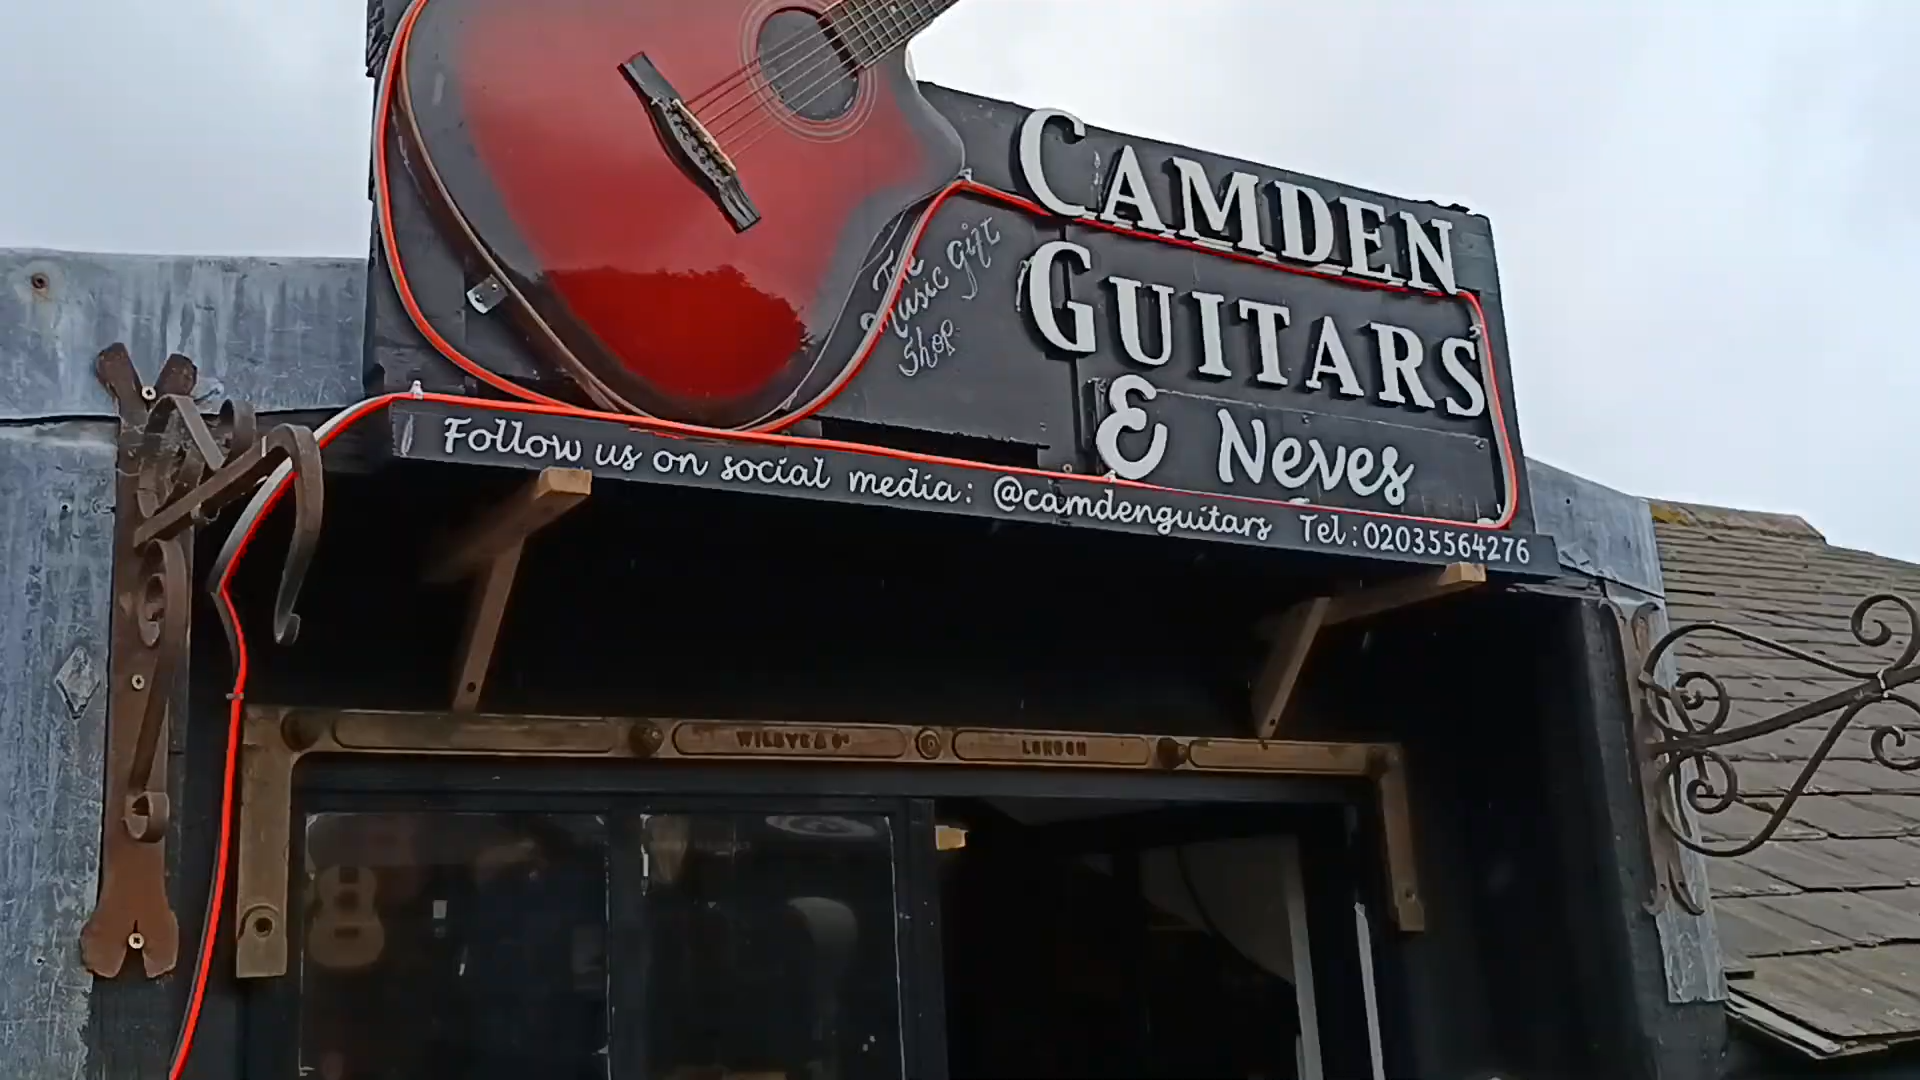 CAMDEN
GUITARS
& Neves
The
Music Gift
Shop
Follow us on social media: @camdenguitars Tel: 02035564276
LONDON